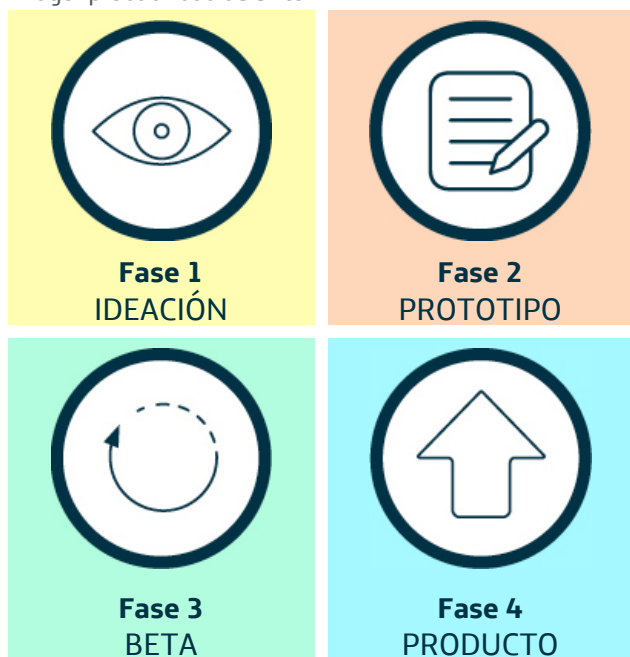 Fase 1
IDEACIÓN
Fase 2
PROTOTIPO
Fase 3
BETA
Fase 4
PRODUCTO